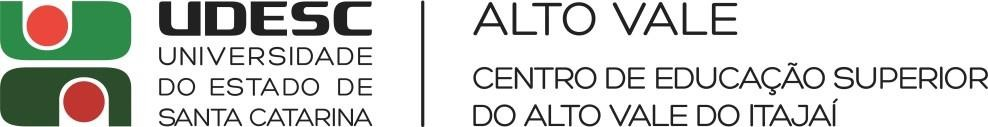 UDESC
UNIVERSIDADE
DO ESTADO DE
SANTA CATARINA
ALTO VALE
CENTRO DE EDUCAÇÃO SUPERIOR
DO ALTO VALE DO ITAJAÍ